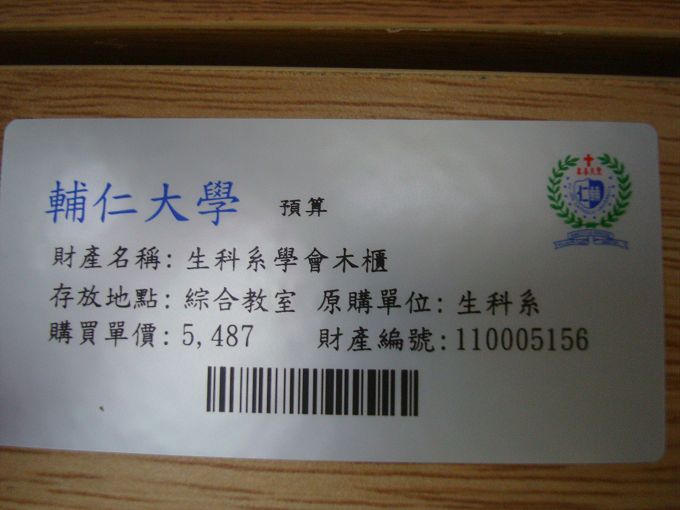 輔仁大學 預算
財產名稱: 生科系學會木櫃
存放地點: 綜合教室 原購單位: 生科系
購買單價: 5,487 財產編號: 110005156